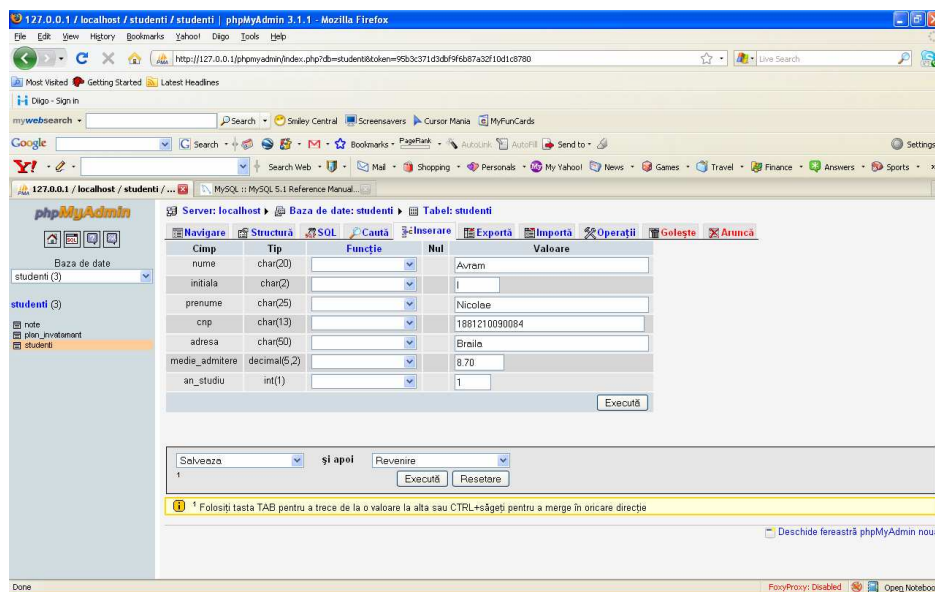 127.0.0.1 / localhost / studenti / studenti | phpMyAdmin 3.1.1 - Mozilla Firefox
File Edit View History Bookmarks Yahoo! Diigo Tools Help
http://127.0.0.1/phpmyadmin/index.php?db=studenti&token=95b3c371d3dbf9f6b87a32f10d1c8780 Live Search
Most Visited Getting Started Latest Headlines
Diigo - Sign in
mywebsearch Search Smiley Central Screensavers Cursor Mania MyFunCards
Google Search Bookmarks PageRank AutoLink AutoFill Send to Settings
Y! Search Web Mail Shopping Personals My Yahoo! News Games Travel Finance Answers Sports
127.0.0.1 / localhost / studenti / ... MySQL :: MySQL 5.1 Reference Manual...
phpMyAdmin
Baza de date
studenti (3)
studenti (3)
note
plan_invatamant
studenti
Server: localhost Baza de date: studenti Tabel: studenti
Navigare Structură SQL Caută Inserare Exportă Importă Operații Golește Aruncă
Cîmp Tip Funcție Nul Valoare
nume char(20) Avram
initiala char(2) I
prenume char(25) Nicolae
cnp char(13) 1881210090084
adresa char(50) Braila
medie_admitere decimal(5,2) 8.70
an_studiu int(1) 1
Execută
Salveaza și apoi Revenire
1
Execută Resetare
1 Folosiți tasta TAB pentru a trece de la o valoare la alta sau CTRL+săgeți pentru a merge în oricare direcție
Deschide fereastră phpMyAdmin nouă
Done FoxyProxy: Disabled Open Noteboo